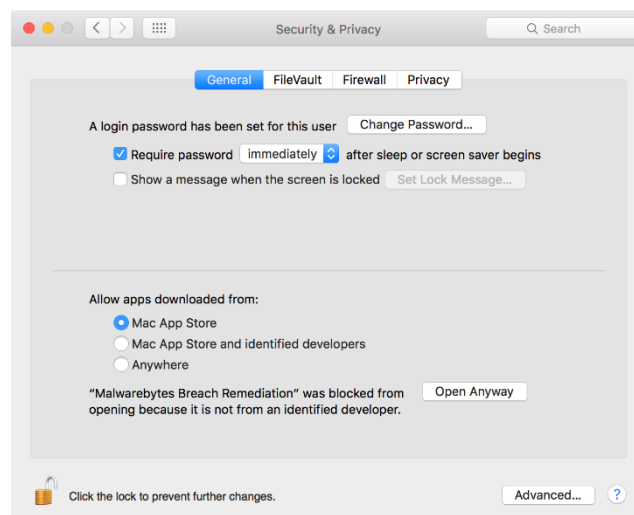 Security & Privacy
Search
General FileVault Firewall Privacy
A login password has been set for this user Change Password...
Require password immediately after sleep or screen saver begins
Show a message when the screen is locked Set Lock Message...
Allow apps downloaded from:
Mac App Store
Mac App Store and identified developers
Anywhere
“Malwarebytes Breach Remediation” was blocked from
opening because it is not from an identified developer.
Open Anyway
Click the lock to prevent further changes.
Advanced... ?